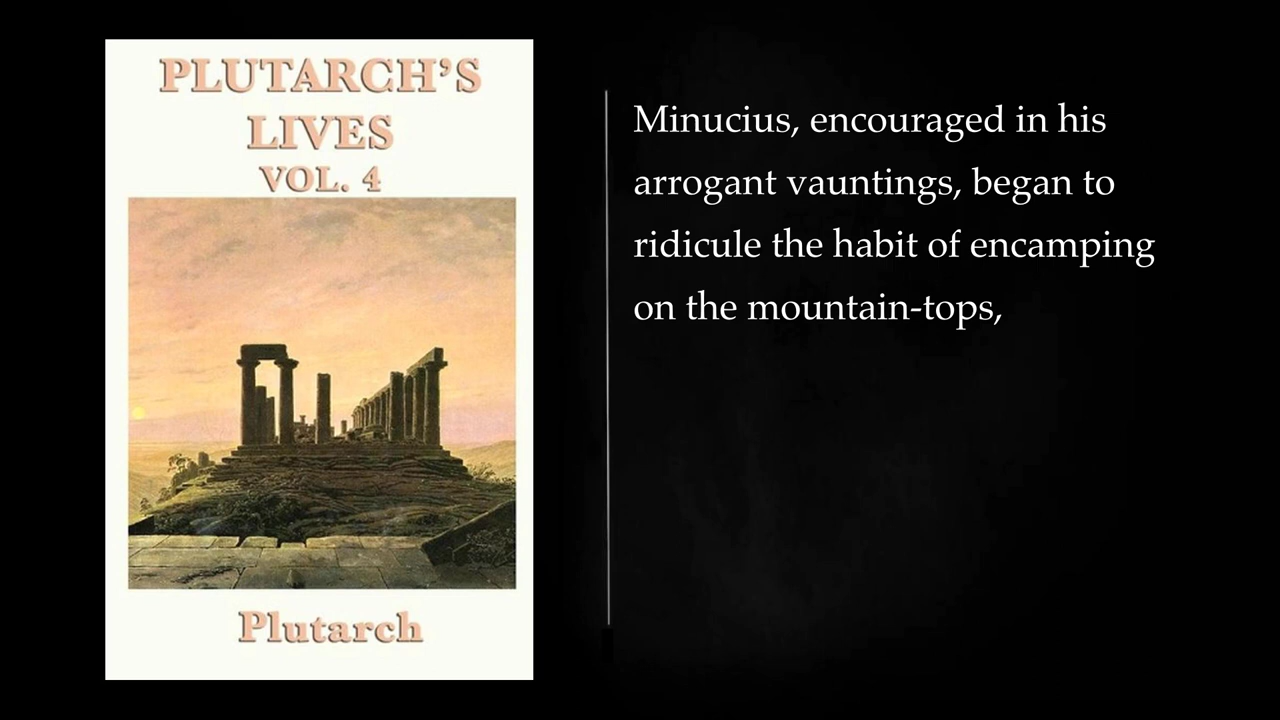 PLUTARCH'S
LIVES
VOL. 4
Plutarch
Minucius, encouraged in his
arrogant vauntings, began to
ridicule the habit of encamping
on the mountain-tops,